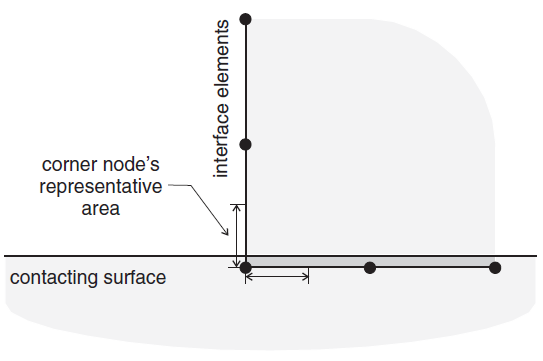 interface elements
corner node's
representative
area
contacting surface